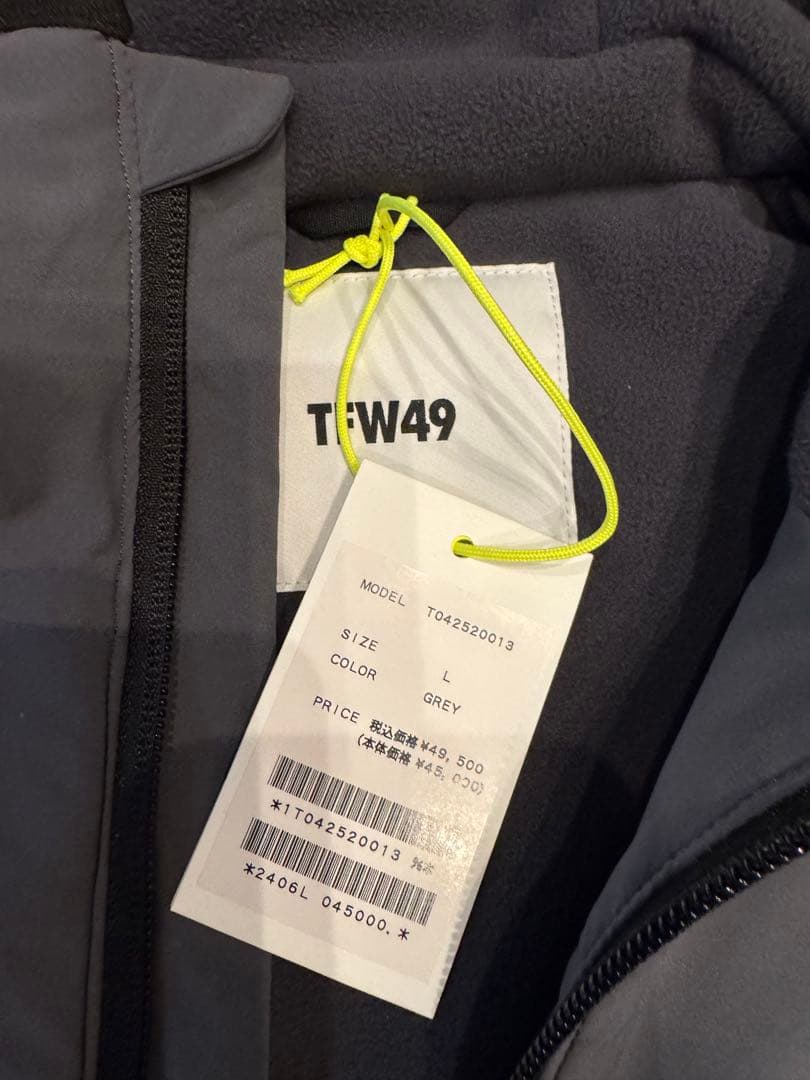 TFW49
MODEL T042520013
SIZE L
COLOR GREY
PRICE 税込価格 ¥49,500
(本体価格 ¥45,000)
*1T042520013 %*
*2406L 045000.*